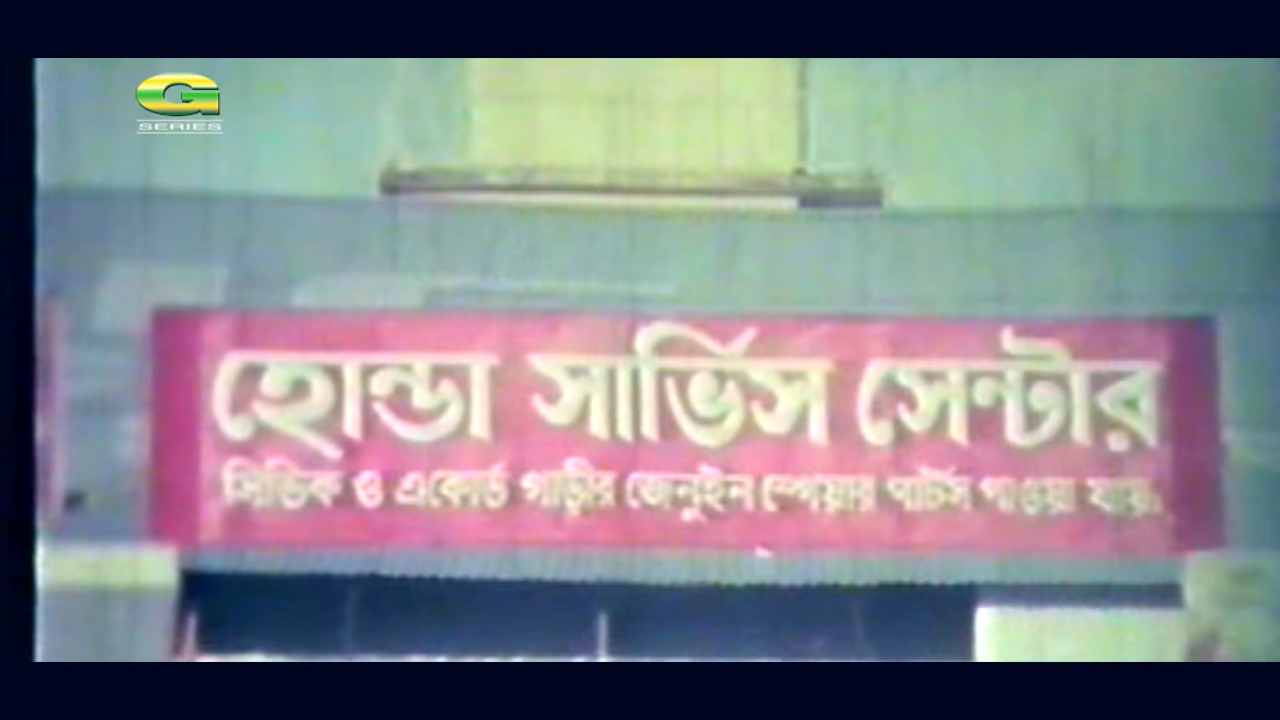 G
SERIES
হোন্ডা সার্ভিস সেন্টার
সিভিক ও একোর্ড গাড়ীর জেনুইন স্পেয়ার পার্টস পাওয়া যায়।